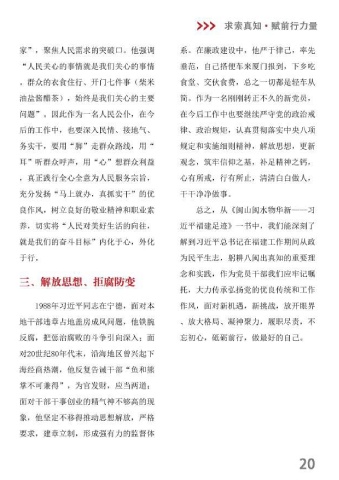 求索真知·赋前行力量
家”，聚焦人民需求的突破口。他强调
“人民关心的事情就是我们关心的事情
，群众的衣食住行、开门七件事（柴米
油盐酱醋茶），始终是我们关心的主要
问题”。因此作为一名人民公仆，在今
后的工作中，也要深入民情、接地气、
务实干，要用“脚”走群众路线，用“
耳”听群众呼声，用“心”想群众利益
，真正践行全心全意为人民服务宗旨，
充分发扬“马上就办、真抓实干”的优
良作风，树立良好的敬业精神和职业素
养，切实将“人民对美好生活的向往，
就是我们的奋斗目标”内化于心，外化
于行。
三、解放思想、拒腐防变
1988年习近平同志在宁德，面对本
地干部违章占地盖房成风问题，他铁腕
反腐，把惩治腐败的斗争引向深入；面
对20世纪80年代末，沿海地区曾兴起下
海经商热潮，他反复告诫干部“鱼和熊
掌不可兼得”，为官发财，应当两道；
面对干部干事创业的精气神不够高的现
象，他坚定不移得推动思想解放，严格
要求，建章立制，形成强有力的监督体
系。在廉政建设中，他严于律己，率先
垂范，自己搭便车来厦门报到，下乡吃
食堂、交伙食费，总之一切都是轻车从
简。作为一名刚刚转正不久的新党员，
在今后工作中也要继续严守党的政治戒
律、政治规矩，认真贯彻落实中央八项
规定和实施细则精神，解放思想，更新
观念，筑牢信仰之基，补足精神之钙，
心有所戒，行有所止，清清白白做人，
干干净净做事。
总之，从《闽山闽水物华新——习
近平福建足迹》一书中，我们能深刻了
解到习近平总书记在福建工作期间从政
为民平生志，躬耕八闽出真知的重要理
念和实践，作为党员干部我们应牢记嘱
托，大力传承弘扬党的优良传统和工作
作风，面对新机遇，新挑战，放开眼界
、放大格局、凝神聚力，履职尽责，不
忘初心，砥砺前行，做最好的自己。
20